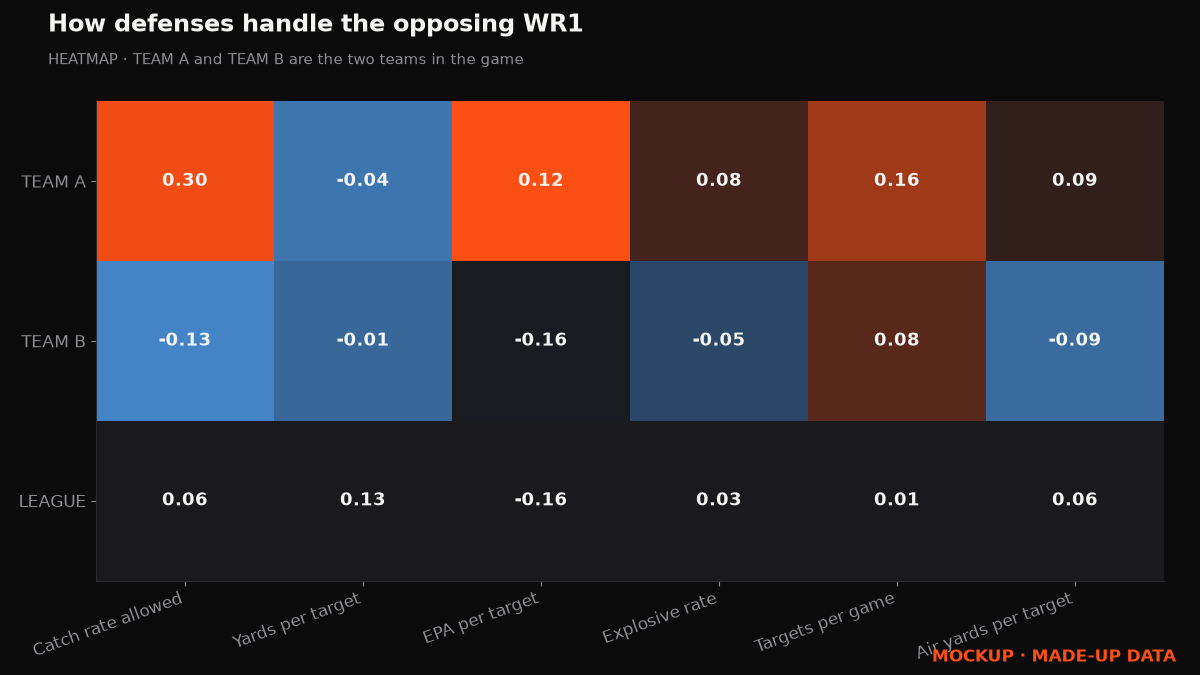 How defenses handle the opposing WR1
HEATMAP · TEAM A and TEAM B are the two teams in the game
TEAM A 0.30 -0.04 0.12 0.08 0.16 0.09
TEAM B -0.13 -0.01 -0.16 -0.05 0.08 -0.09
LEAGUE 0.06 0.13 -0.16 0.03 0.01 0.06
Catch rate allowed Yards per target EPA per target Explosive rate Targets per game Air yards per target
MOCKUP · MADE-UP DATA